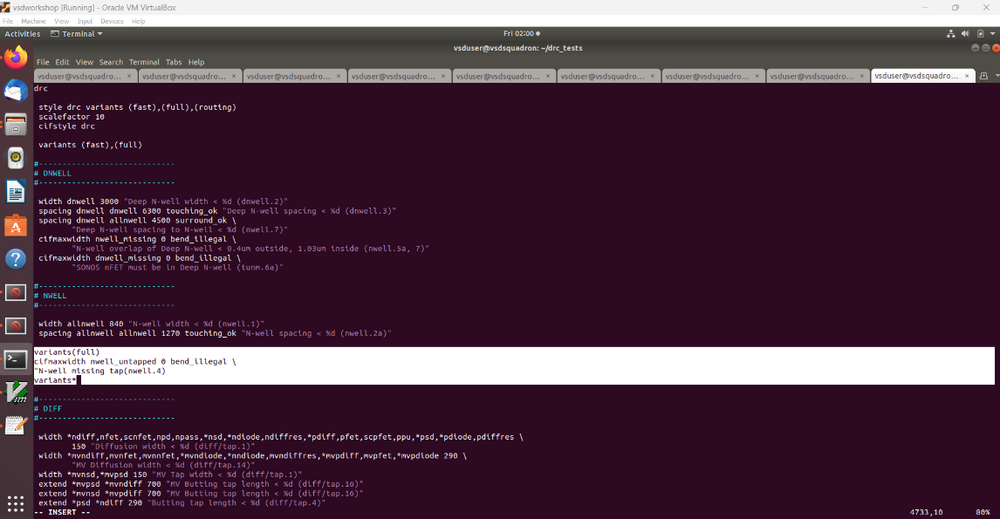 vsdworkshop [Running] - Oracle VM VirtualBox
File Machine View Input Devices Help
Activities Terminal Fri 02:00
vsduser@vsdsquadron: ~/drc_tests
File Edit View Search Terminal Tabs Help
vsduser@vsdsquadro... × vsduser@vsdsquadro... × vsduser@vsdsquadro... × vsduser@vsdsquadro... × vsduser@vsdsquadro... × vsduser@vsdsquadro... × vsduser@vsdsquadro... × vsduser@vsdsquadro... × vsduser@vsdsquadro... ×
drc
style drc variants (fast),(full),(routing)
scalefactor 10
cifstyle drc
variants (fast),(full)
#-----------------------------
# DNWELL
#-----------------------------
width dnwell 3000 "Deep N-well width < %d (dnwell.2)"
spacing dnwell dnwell 6300 touching_ok "Deep N-well spacing < %d (dnwell.3)"
spacing dnwell allnwell 4500 surround_ok \
"Deep N-well spacing to N-well < %d (nwell.7)"
cifmaxwidth nwell_missing 0 bend_illegal \
"N-well overlap of Deep N-well < 0.4um outside, 1.03um inside (nwell.5a, 7)"
cifmaxwidth dnwell_missing 0 bend_illegal \
"SONOS nFET must be in Deep N-well (tunm.6a)"
#-----------------------------
# NWELL
#-----------------------------
width allnwell 840 "N-well width < %d (nwell.1)"
spacing allnwell allnwell 1270 touching_ok "N-well spacing < %d (nwell.2a)"
variants(full)
cifmaxwidth nwell_untapped 0 bend_illegal \
"N-well missing tap(nwell.4)
variants*
#-----------------------------
# DIFF
#-----------------------------
width *ndiff,nfet,scnfet,npd,npass,*nsd,*ndiode,ndiffres,*pdiff,pfet,scpfet,ppu,*psd,*pdiode,pdiffres \
150 "Diffusion width < %d (diff/tap.1)"
width *mvndiff,mvnfet,mvnnfet,*mvndiode,*nndiode,mvndiffres,*mvpdiff,mvpfet,*mvpdiode 290 \
"MV Diffusion width < %d (diff/tap.14)"
width *mvnsd,*mvpsd 150 "MV Tap width < %d (diff/tap.1)"
extend *mvpsd *mvndiff 700 "MV Butting tap length < %d (diff/tap.16)"
extend *mvnsd *mvpdiff 700 "MV Butting tap length < %d (diff/tap.16)"
extend *psd *ndiff 290 "Butting tap length < %d (diff/tap.4)"
-- INSERT -- 4733,10 80%